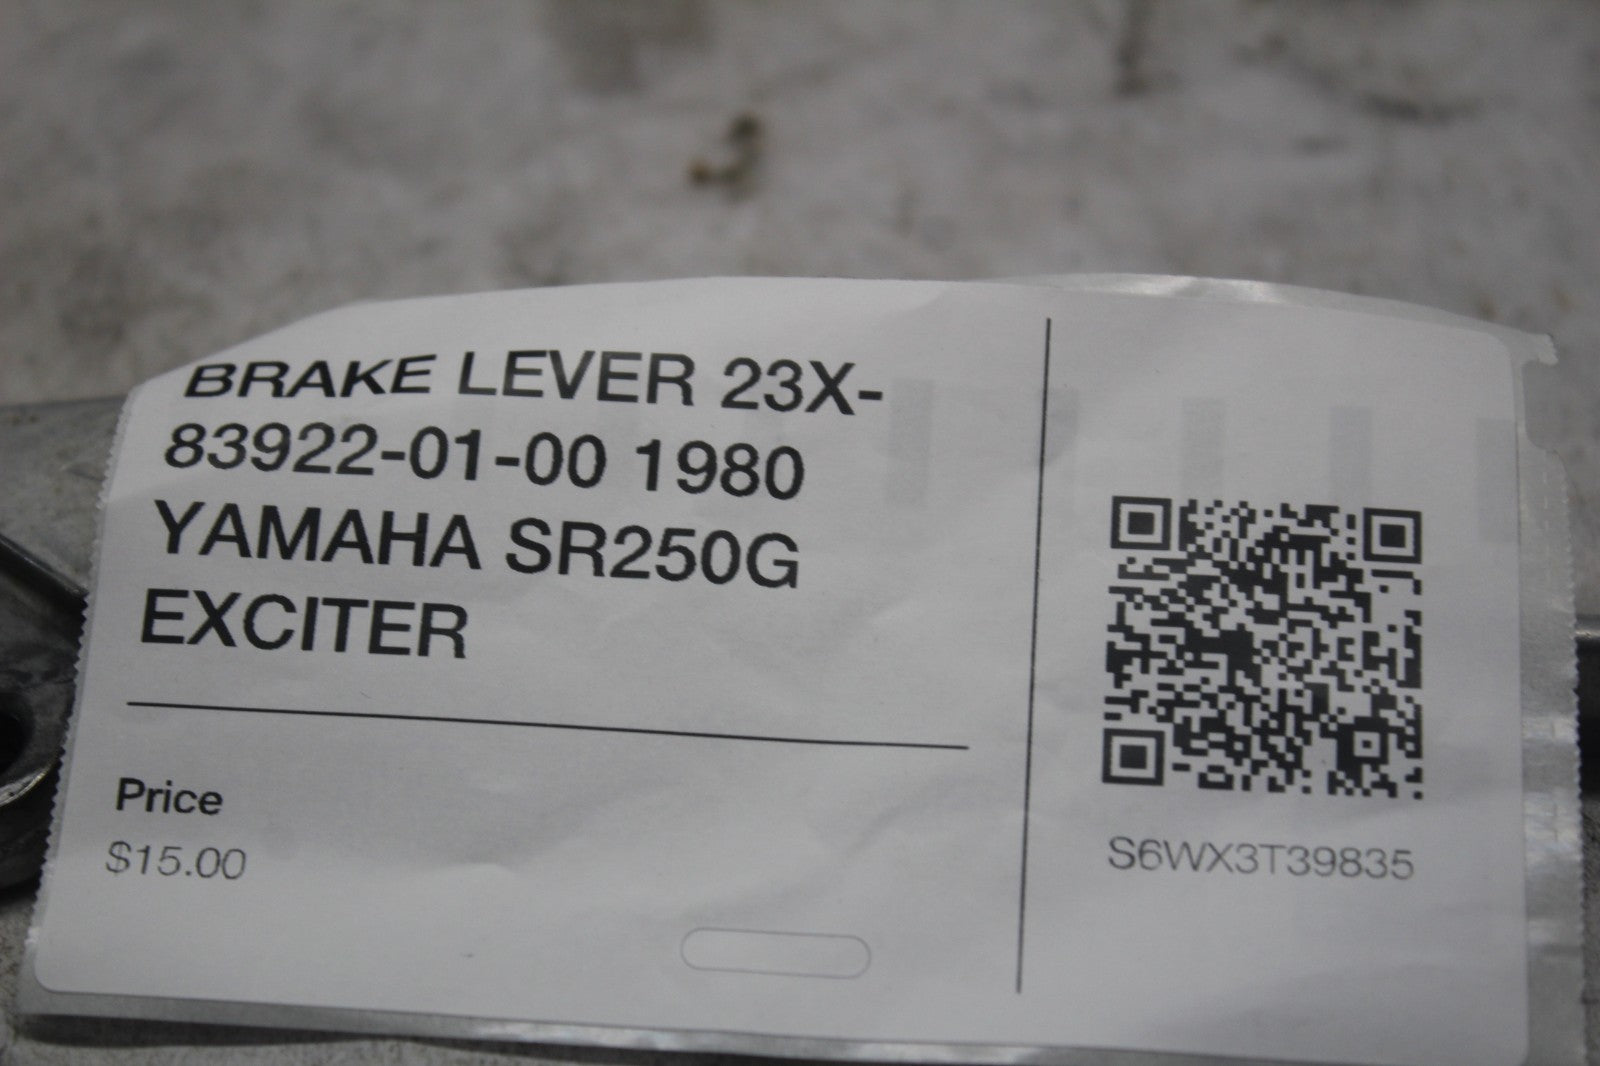 BRAKE LEVER 23X-
83922-01-00 1980
YAMAHA SR250G
EXCITER
Price
$15.00
S6WX3T39835